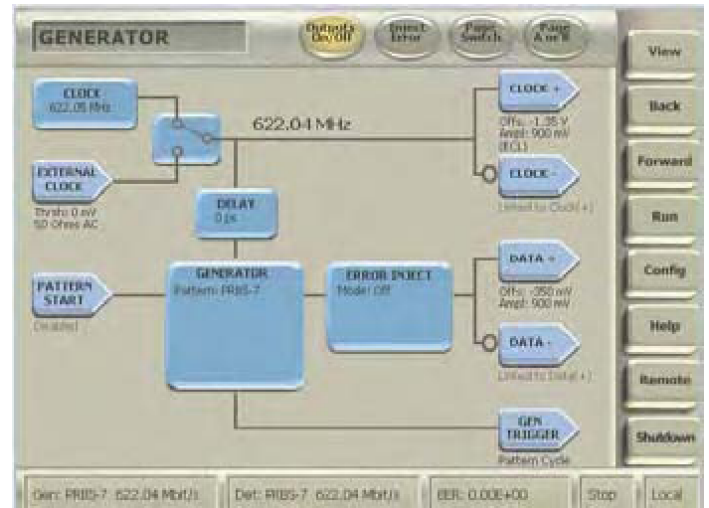 GENERATOR
Outputs On/Off
Inject Error
Page Switch
Page A or B
View
Back
Forward
Run
Config
Help
Remote
Shutdown
CLOCK
622.05 MHz
622.04 MHz
EXTERNAL CLOCK
Thrsh: 0 mV
50 Ohms AC
DELAY
0 ps
PATTERN START
Disabled
GENERATOR
Pattern: PRBS-7
ERROR INJECT
Mode: Off
CLOCK +
Offs: -1.35 V
Ampl: 900 mV
(ECL)
CLOCK -
Linked to Clock(+)
DATA +
Offs: -350 mV
Ampl: 900 mV
DATA -
Linked to Data(+)
GEN TRIGGER
Pattern Cycle
Gen: PRBS-7 622.04 Mbit/s
Det: PRBS-7 622.04 Mbit/s
BER: 0.00E+00
Stop
Local